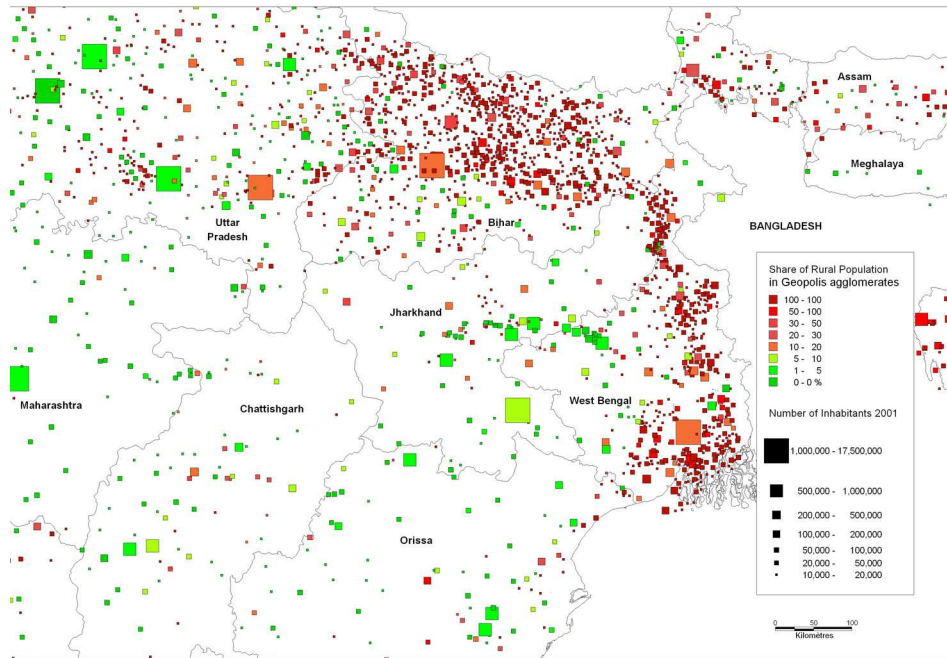 Assam
Meghalaya
Uttar
Pradesh
Bihar
BANGLADESH
Share of Rural Population
in Geopolis agglomerates
100 - 100
50 - 100
30 - 50
20 - 30
10 - 20
5 - 10
1 - 5
0 - 0 %
Jharkhand
Maharashtra
Chattishgarh
West Bengal
Number of Inhabitants 2001
1,000,000 - 17,500,000
500,000 - 1,000,000
200,000 - 500,000
100,000 - 200,000
50,000 - 100,000
20,000 - 50,000
10,000 - 20,000
Orissa
0 50 100
Kilomètres